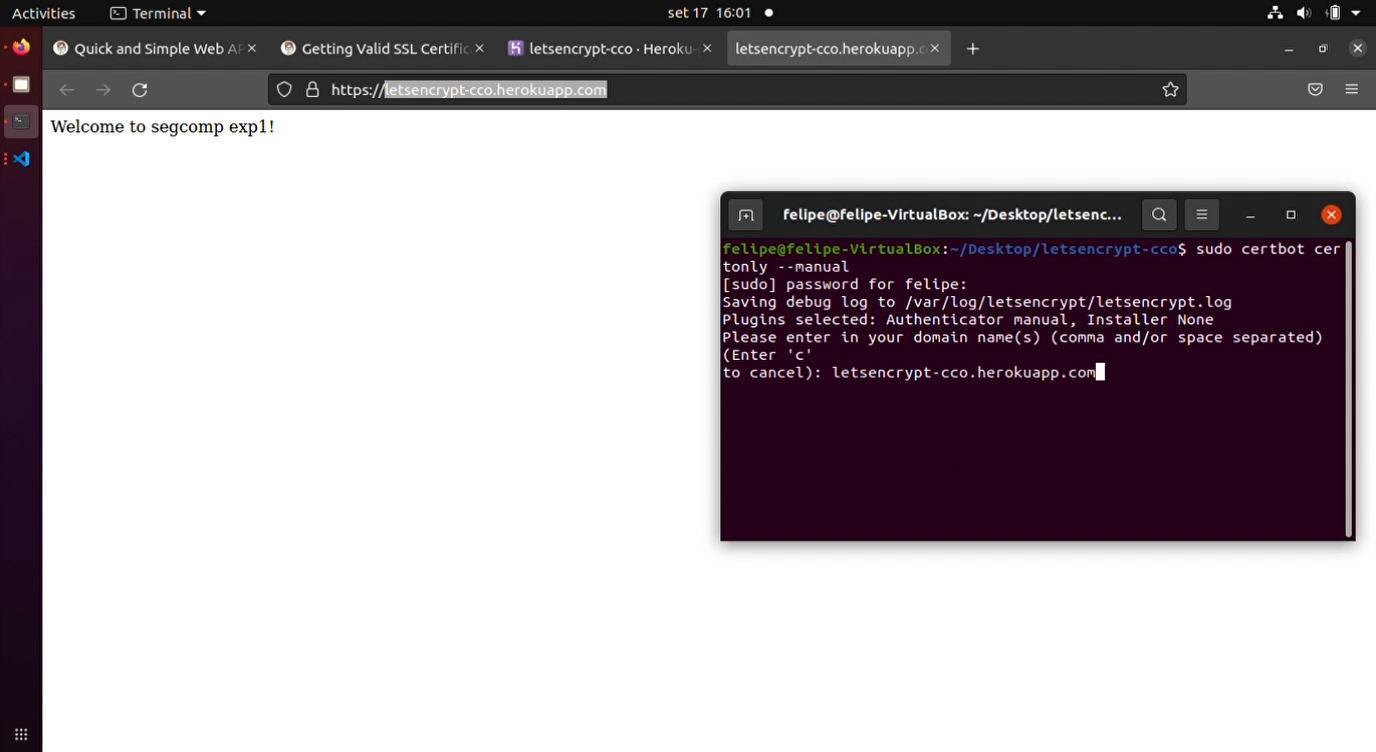 Activities
Terminal
set 17 16:01
Quick and Simple Web AP
Getting Valid SSL Certific
letsencrypt-cco · Heroku
letsencrypt-cco.herokuapp.c
https://letsencrypt-cco.herokuapp.com
Welcome to segcomp exp1!
felipe@felipe-VirtualBox: ~/Desktop/letsenc...
felipe@felipe-VirtualBox:~/Desktop/letsencrypt-cco$ sudo certbot cer
tonly --manual
[sudo] password for felipe:
Saving debug log to /var/log/letsencrypt/letsencrypt.log
Plugins selected: Authenticator manual, Installer None
Please enter in your domain name(s) (comma and/or space separated)
(Enter 'c'
to cancel): letsencrypt-cco.herokuapp.com